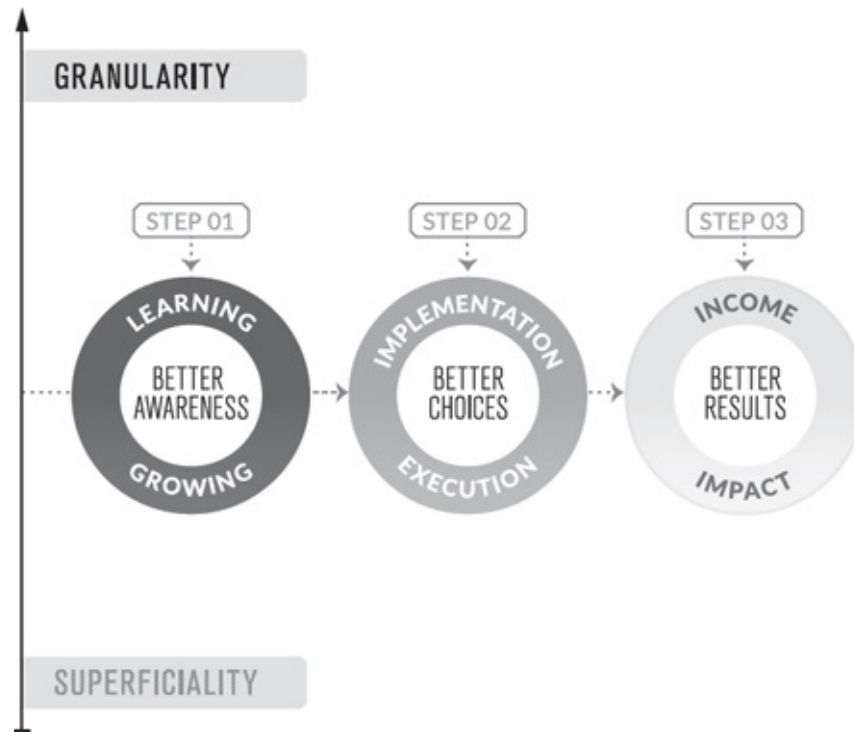 GRANULARITY
STEP 01
LEARNING
BETTER
AWARENESS
GROWING
STEP 02
IMPLEMENTATION
BETTER
CHOICES
EXECUTION
STEP 03
INCOME
BETTER
RESULTS
IMPACT
SUPERFICIALITY